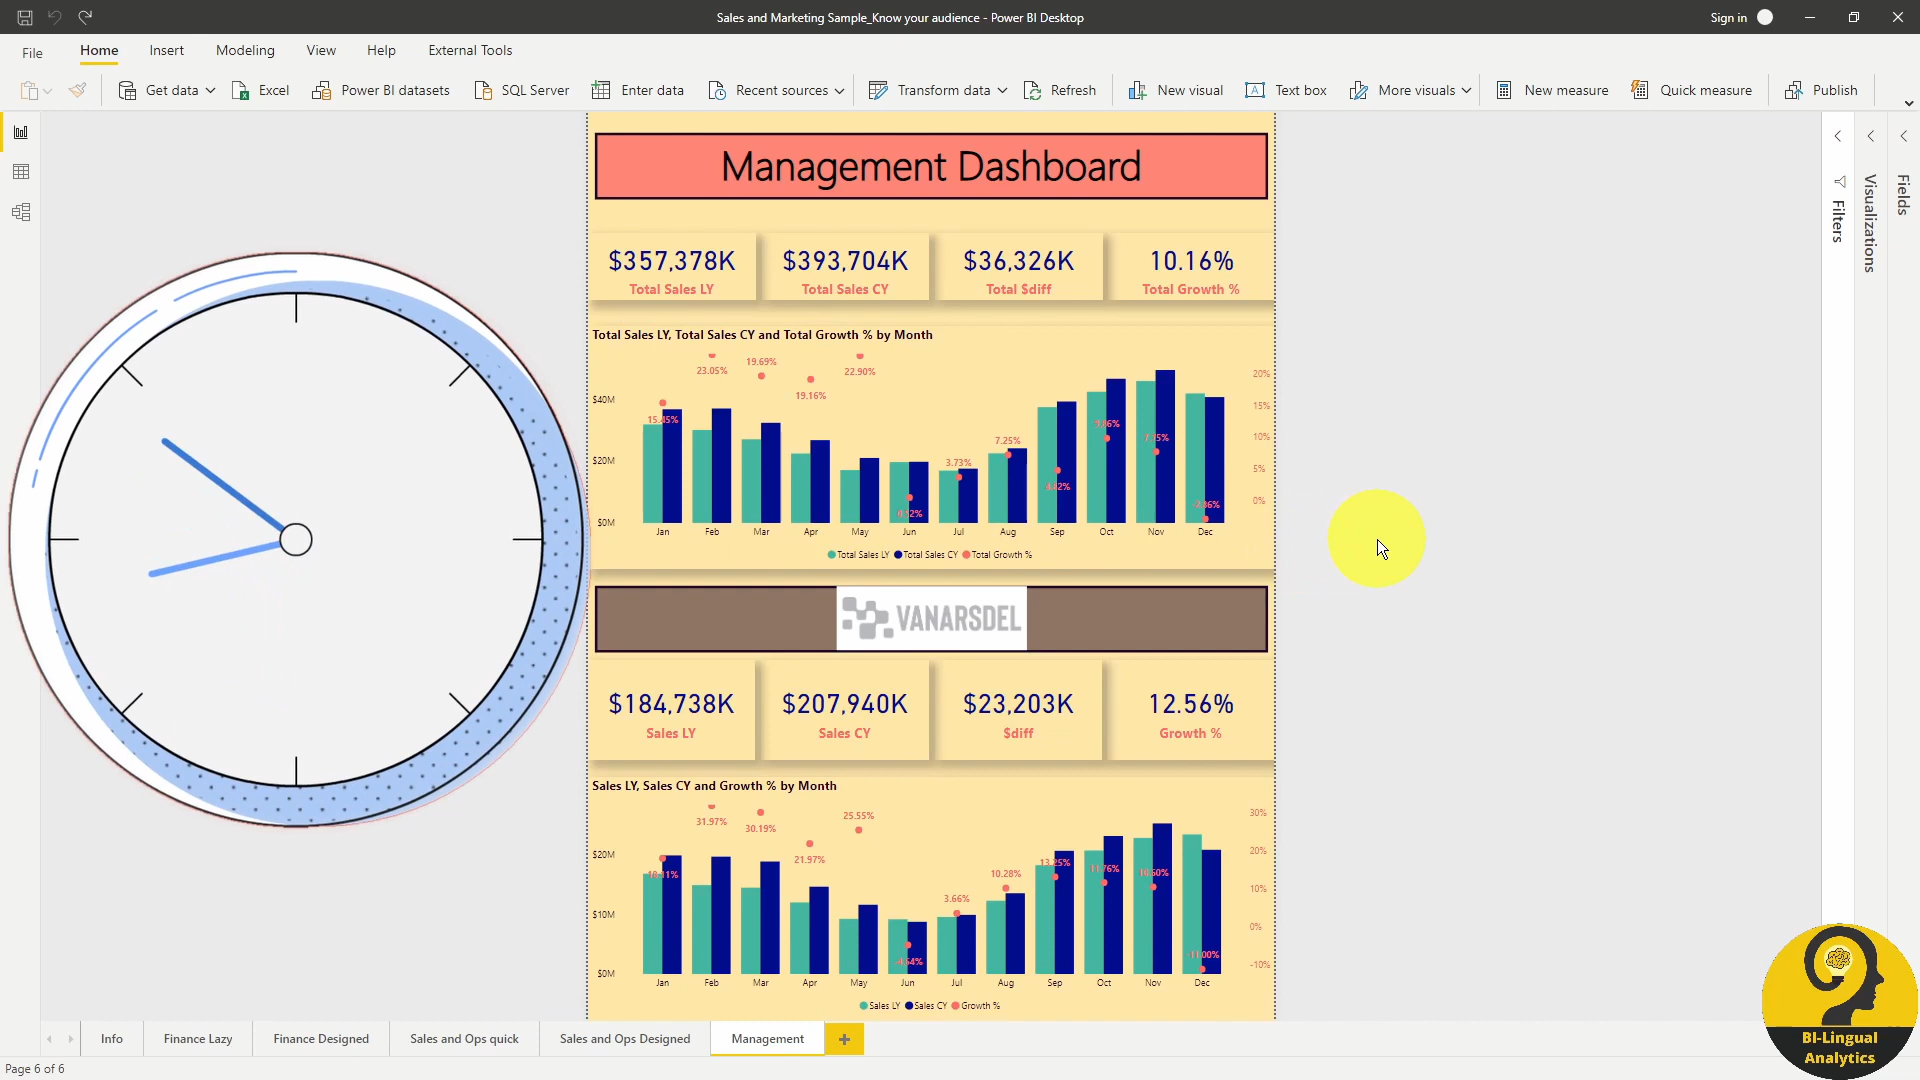 Sales and Marketing Sample_Know your audience - Power BI Desktop
Sign in
File Home Insert Modeling View Help External Tools
Get data Excel Power BI datasets SQL Server Enter data Recent sources Transform data Refresh New visual Text box More visuals New measure Quick measure Publish
Filters
Visualizations
Fields
Management Dashboard
$357,378K $393,704K $36,326K 10.16%
Total Sales LY Total Sales CY Total $diff Total Growth %
Total Sales LY, Total Sales CY and Total Growth % by Month
$40M
$20M
$0M
20%
15%
10%
5%
0%
15.45% 23.05% 19.69% 19.16% 22.90% 3.73% 7.25%
Jan Feb Mar Apr May Jun Jul Aug Sep Oct Nov Dec
Total Sales LY Total Sales CY Total Growth %
VANARSDEL
$184,738K $207,940K $23,203K 12.56%
Sales LY Sales CY $diff Growth %
Sales LY, Sales CY and Growth % by Month
$20M
$10M
$0M
30%
20%
10%
0%
-10%
31.97% 30.19% 21.97% 25.55% 3.66% 10.28% 13.25%
Jan Feb Mar Apr May Jun Jul Aug Sep Oct Nov Dec
Sales LY Sales CY Growth %
Info Finance Lazy Finance Designed Sales and Ops quick Sales and Ops Designed Management
Page 6 of 6
BI-Lingual
Analytics